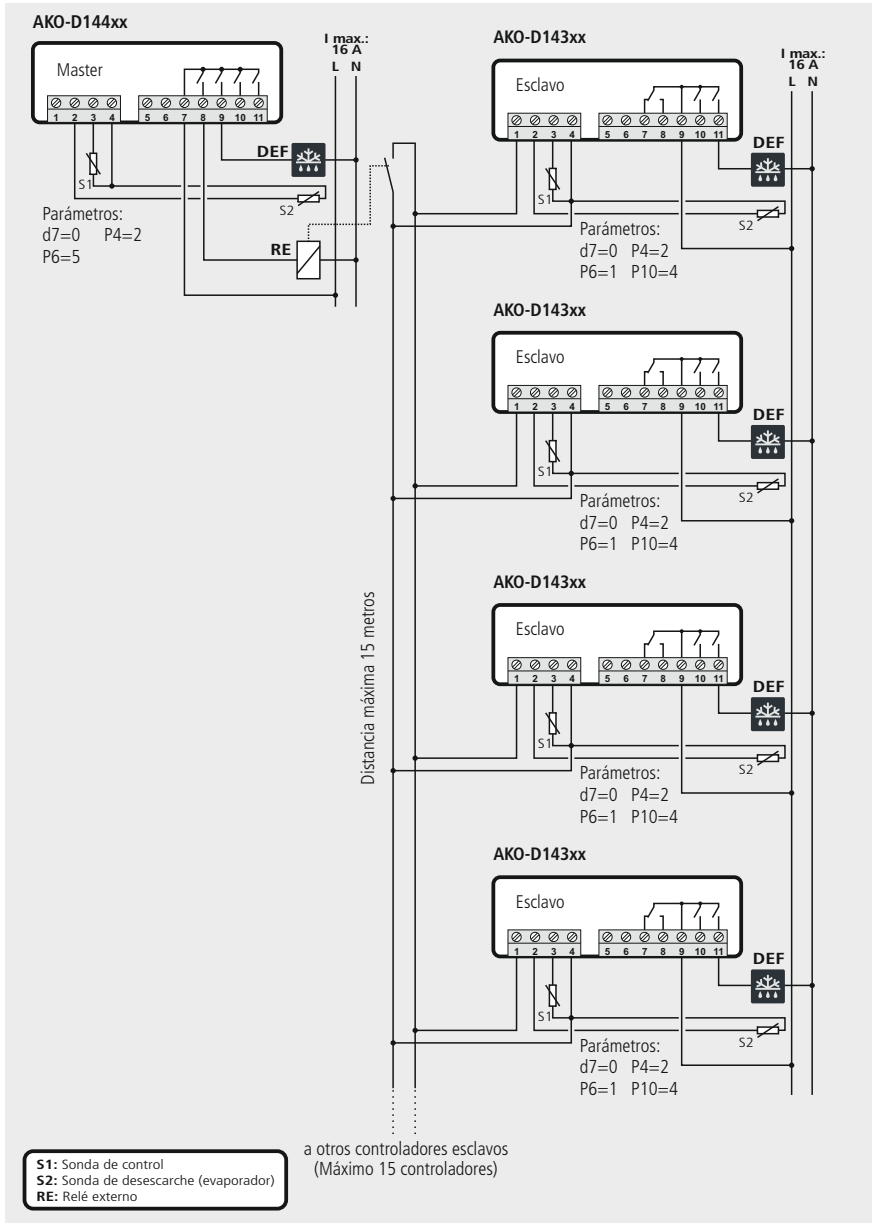 AKO-D144xx
I max.:
16 A
L N
Master
1 2 3 4 5 6 7 8 9 10 11
DEF
S1
S2
Parámetros:
d7=0 P4=2
P6=5
RE
AKO-D143xx
I max.:
16 A
L N
Esclavo
1 2 3 4 5 6 7 8 9 10 11
DEF
S1
S2
Parámetros:
d7=0 P4=2
P6=1 P10=4
AKO-D143xx
Esclavo
1 2 3 4 5 6 7 8 9 10 11
DEF
S1
S2
Parámetros:
d7=0 P4=2
P6=1 P10=4
AKO-D143xx
Esclavo
1 2 3 4 5 6 7 8 9 10 11
DEF
S1
S2
Parámetros:
d7=0 P4=2
P6=1 P10=4
AKO-D143xx
Esclavo
1 2 3 4 5 6 7 8 9 10 11
DEF
S1
S2
Parámetros:
d7=0 P4=2
P6=1 P10=4
Distancia máxima 15 metros
a otros controladores esclavos
(Máximo 15 controladores)
S1: Sonda de control
S2: Sonda de desescarche (evaporador)
RE: Relé externo